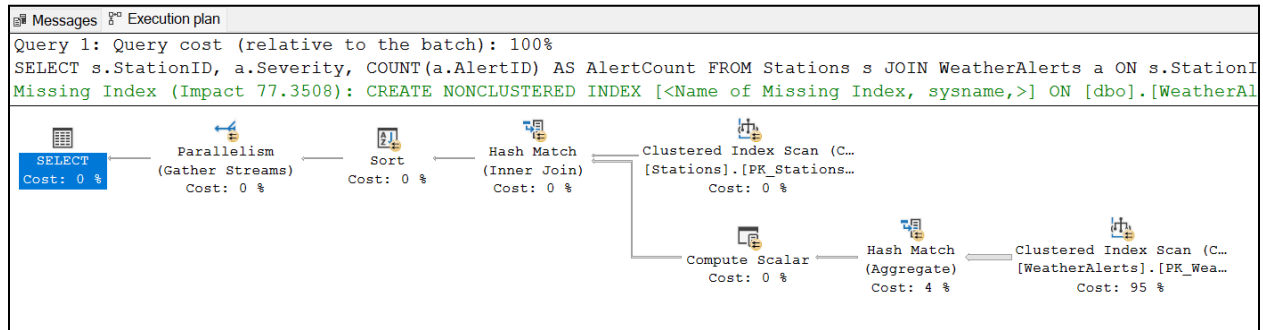 Messages Execution plan
Query 1: Query cost (relative to the batch): 100%
SELECT s.StationID, a.Severity, COUNT(a.AlertID) AS AlertCount FROM Stations s JOIN WeatherAlerts a ON s.StationI
Missing Index (Impact 77.3508): CREATE NONCLUSTERED INDEX [<Name of Missing Index, sysname,>] ON [dbo].[WeatherAl
SELECT
Cost: 0 %
Parallelism
(Gather Streams)
Cost: 0 %
Sort
Cost: 0 %
Hash Match
(Inner Join)
Cost: 0 %
Clustered Index Scan (C…
[Stations].[PK_Stations…
Cost: 0 %
Compute Scalar
Cost: 0 %
Hash Match
(Aggregate)
Cost: 4 %
Clustered Index Scan (C…
[WeatherAlerts].[PK_Wea…
Cost: 95 %